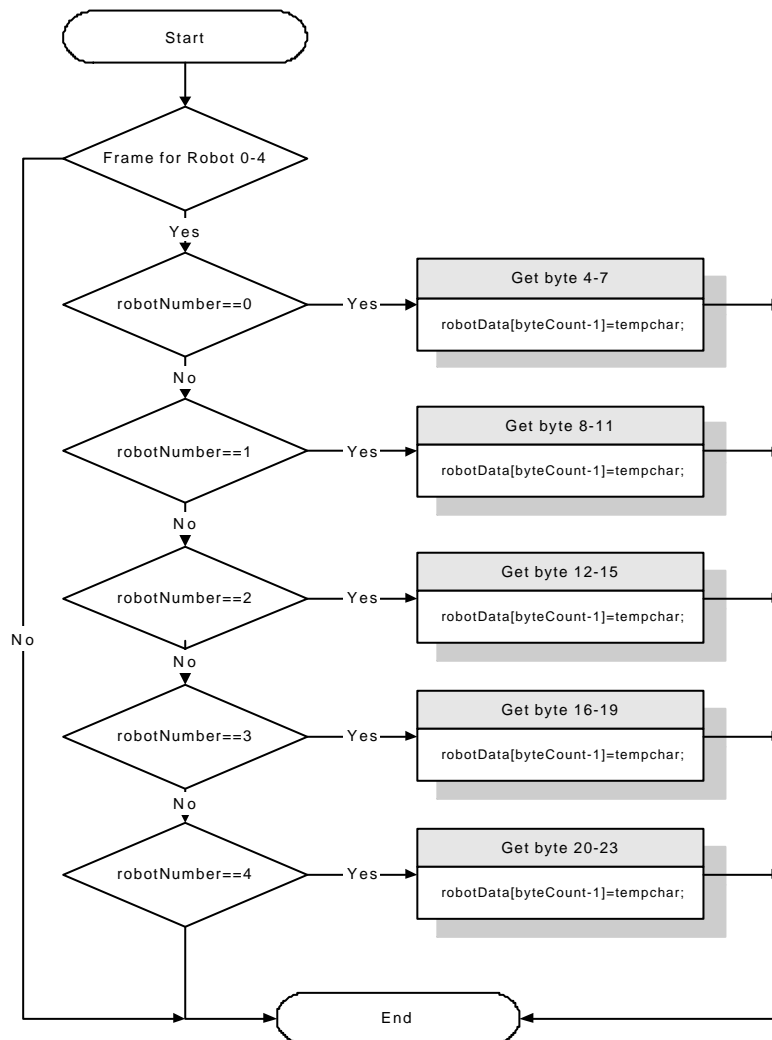 Start
Frame for Robot 0-4
Yes
robotNumber==0
Yes
Get byte 4-7
robotData[byteCount-1]=tempchar;
No
robotNumber==1
Yes
Get byte 8-11
robotData[byteCount-1]=tempchar;
No
robotNumber==2
Yes
Get byte 12-15
robotData[byteCount-1]=tempchar;
No
No
robotNumber==3
Yes
Get byte 16-19
robotData[byteCount-1]=tempchar;
No
robotNumber==4
Yes
Get byte 20-23
robotData[byteCount-1]=tempchar;
End